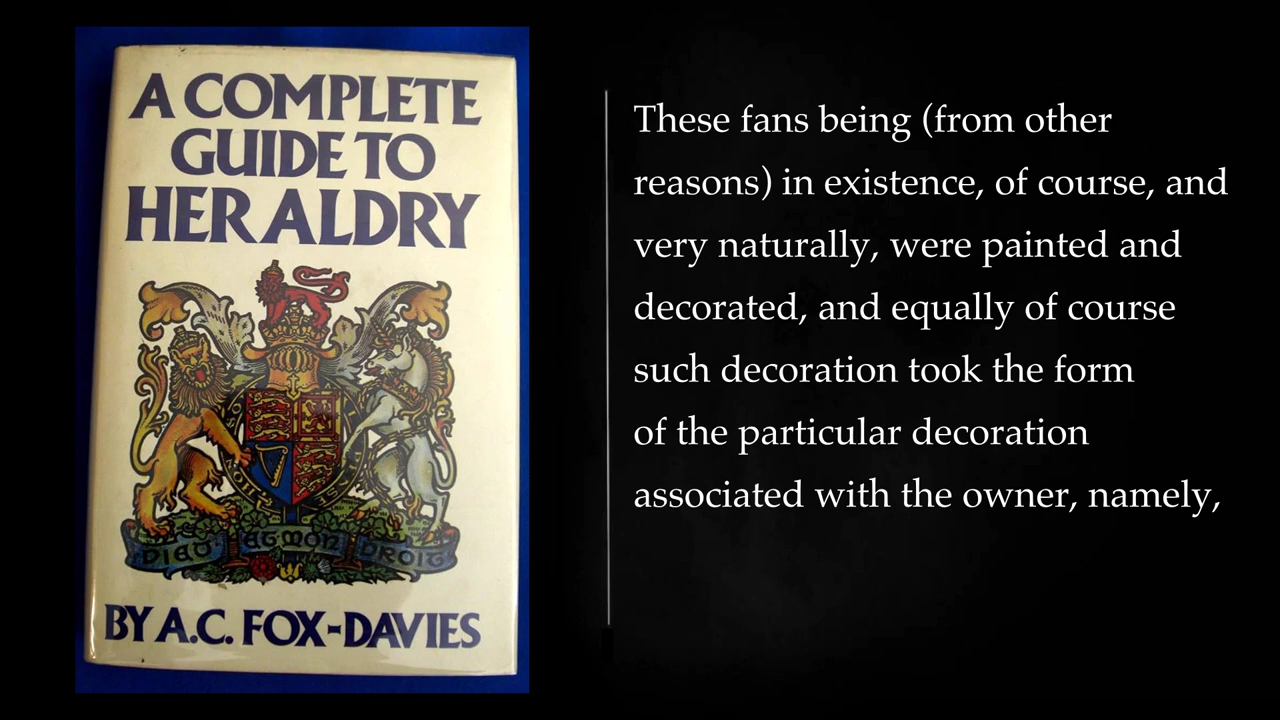 A COMPLETE
GUIDE TO
HERALDRY
DIEU ET MON DROIT
BY A.C. FOX-DAVIES
These fans being (from other
reasons) in existence, of course, and
very naturally, were painted and
decorated, and equally of course
such decoration took the form
of the particular decoration
associated with the owner, namely,